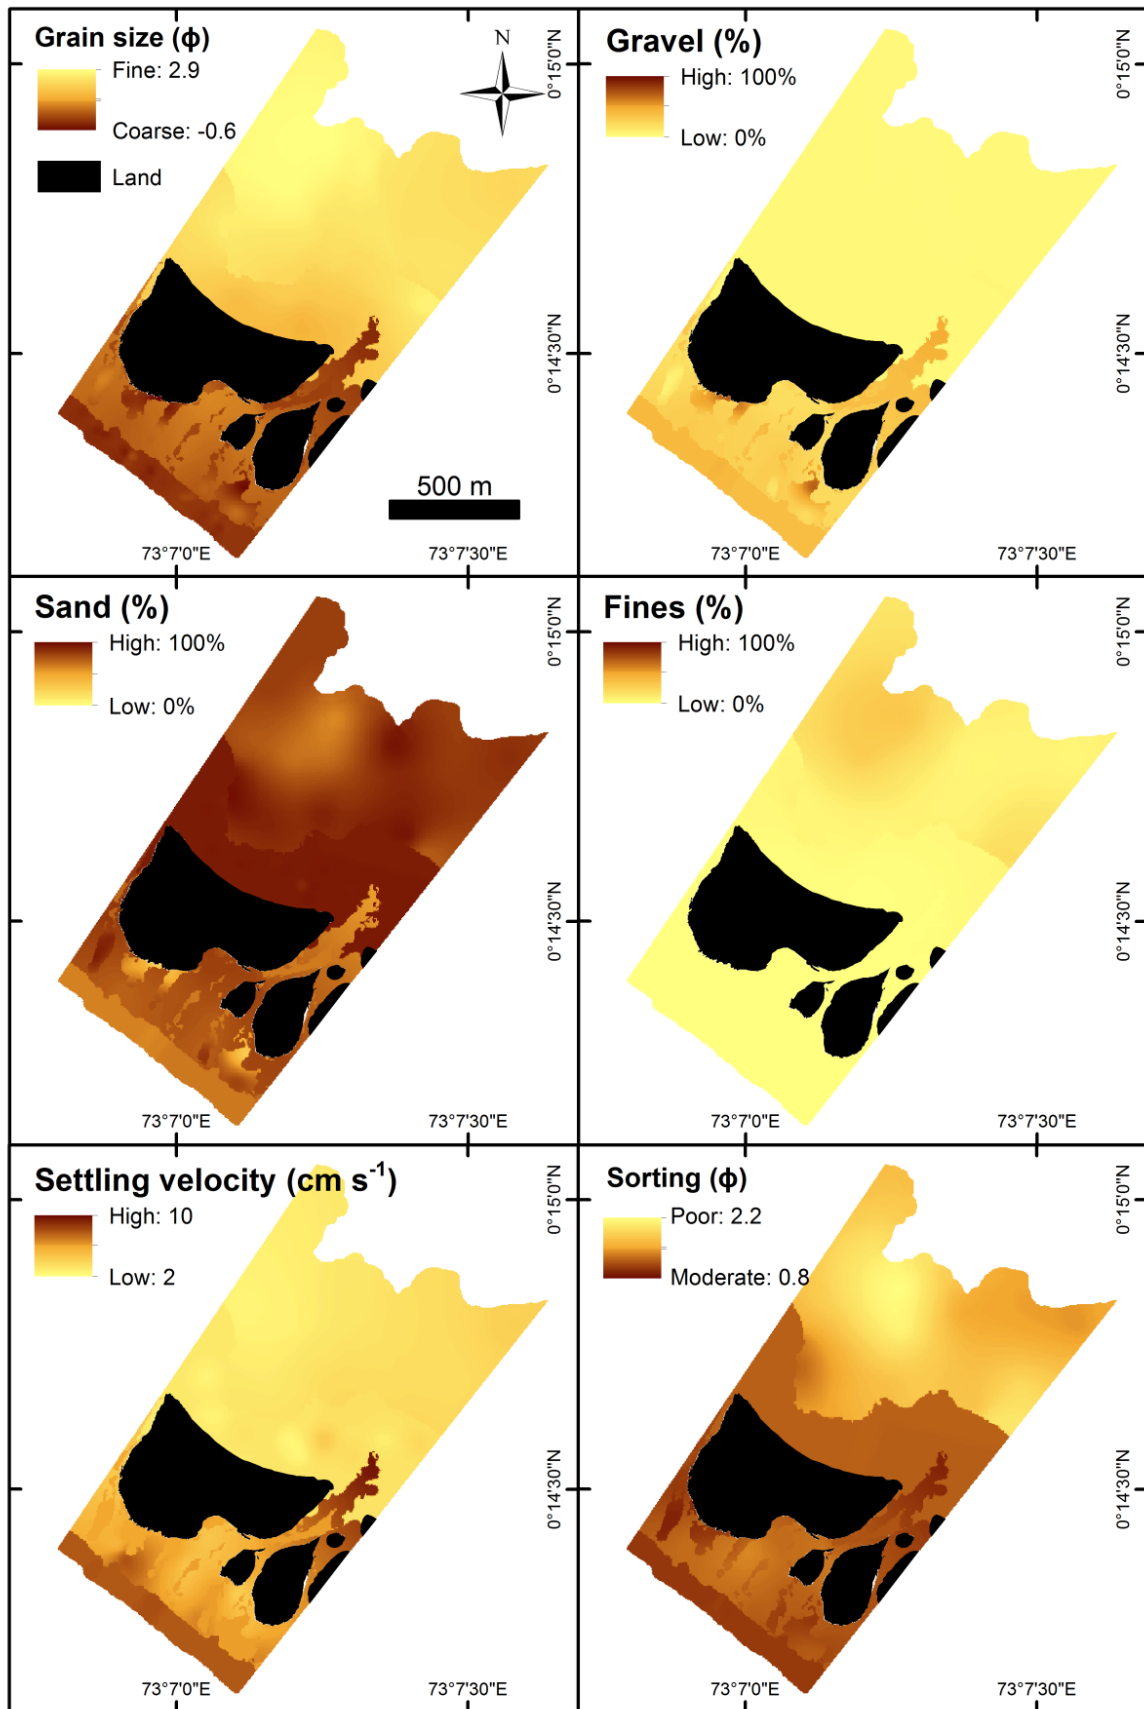 Grain size (ϕ)
Fine: 2.9
Coarse: -0.6
Land
N
0°15'0"N
0°14'30"N
500 m
73°7'0"E
73°7'30"E
Gravel (%)
High: 100%
Low: 0%
0°15'0"N
0°14'30"N
73°7'0"E
73°7'30"E
Sand (%)
High: 100%
Low: 0%
0°15'0"N
0°14'30"N
73°7'0"E
73°7'30"E
Fines (%)
High: 100%
Low: 0%
0°15'0"N
0°14'30"N
73°7'0"E
73°7'30"E
Settling velocity (cm s⁻¹)
High: 10
Low: 2
0°15'0"N
0°14'30"N
73°7'0"E
73°7'30"E
Sorting (ϕ)
Poor: 2.2
Moderate: 0.8
0°15'0"N
0°14'30"N
73°7'0"E
73°7'30"E